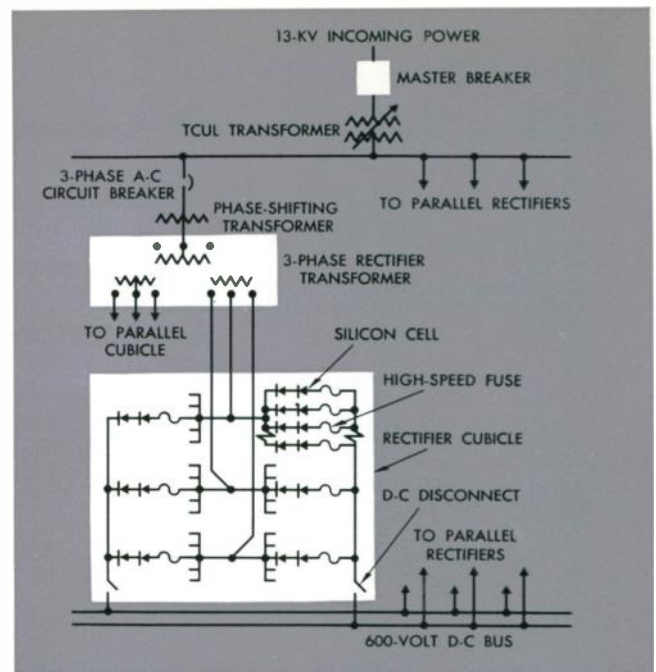 13-KV INCOMING POWER
MASTER BREAKER
TCUL TRANSFORMER
3-PHASE A-C
CIRCUIT BREAKER
TO PARALLEL RECTIFIERS
PHASE-SHIFTING
TRANSFORMER
3-PHASE RECTIFIER
TRANSFORMER
TO PARALLEL
CUBICLE
SILICON CELL
HIGH-SPEED FUSE
RECTIFIER CUBICLE
D-C DISCONNECT
TO PARALLEL
RECTIFIERS
600-VOLT D-C BUS